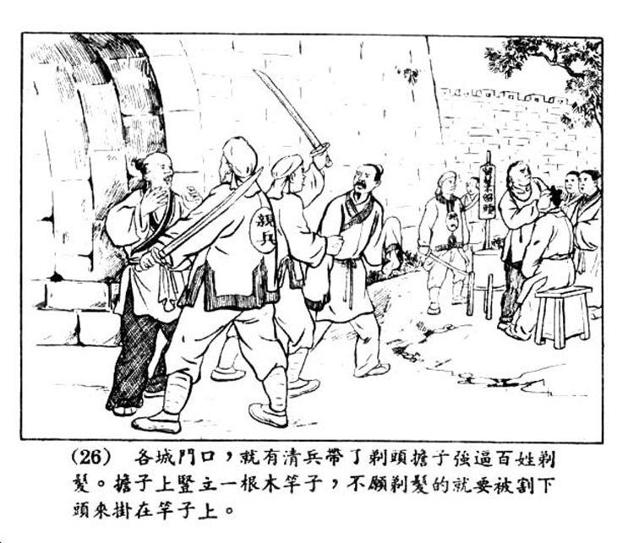 親兵
(26) 各城門口，就有清兵帶了剃頭擔子強逼百姓剃
髮。擔子上豎立一根木竿子，不願剃髮的就要被割下
頭來掛在竿子上。